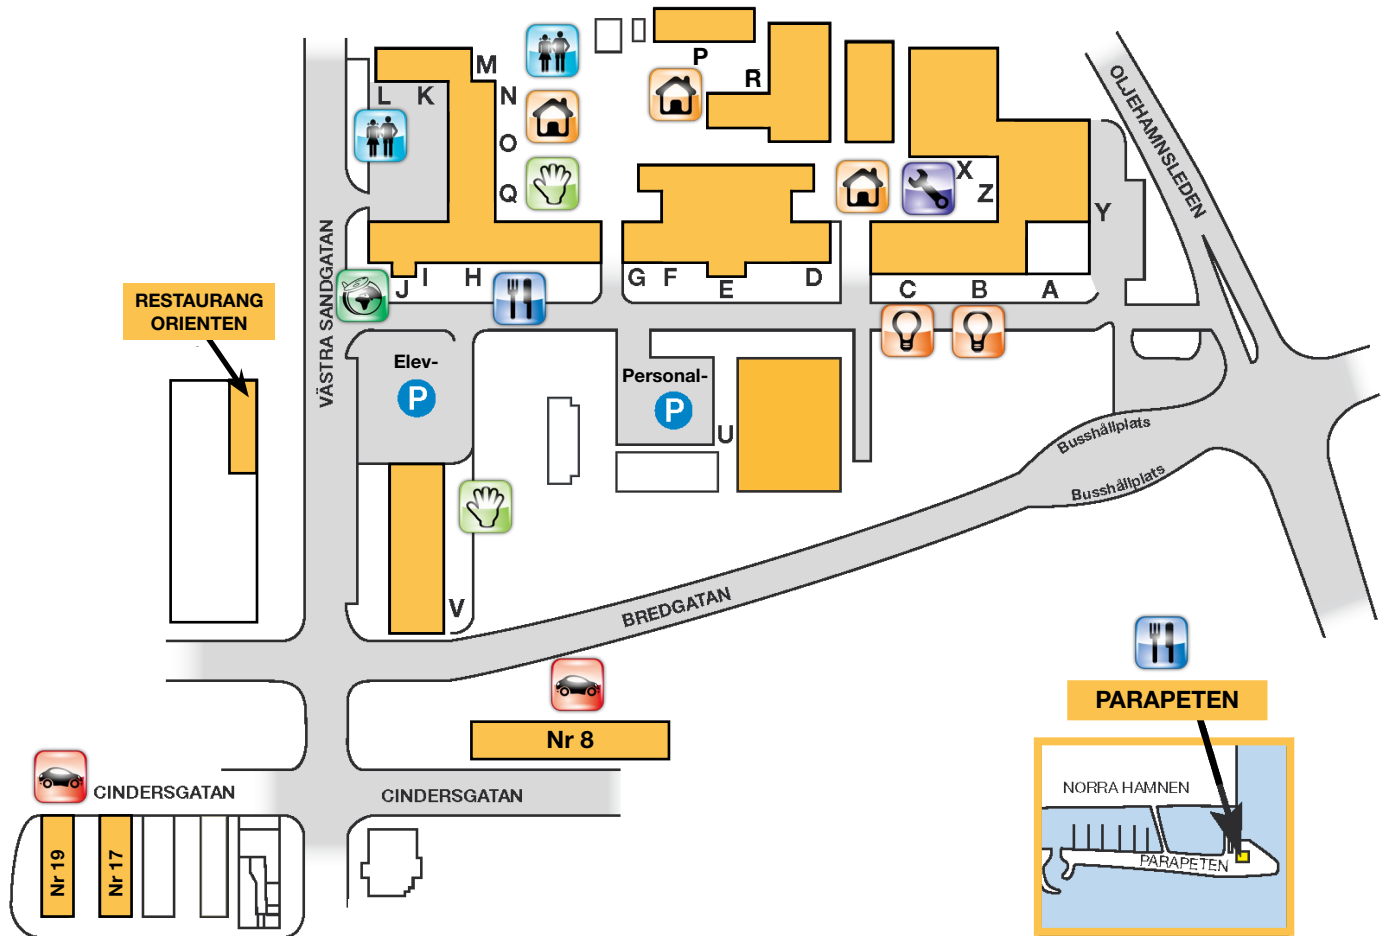 M
P
R
L
K
N
O
Q
X
Z
Y
OLJEHAMNSLEDEN
J
I
H
G
F
E
D
C
B
A
RESTAURANG
ORIENTEN
VÄSTRA SANDGATAN
Elev-
P
Personal-
P
U
Busshållplats
Busshållplats
V
BREDGATAN
PARAPETEN
Nr 8
CINDERSGATAN
CINDERSGATAN
NORRA HAMNEN
PARAPETEN
Nr 19
Nr 17